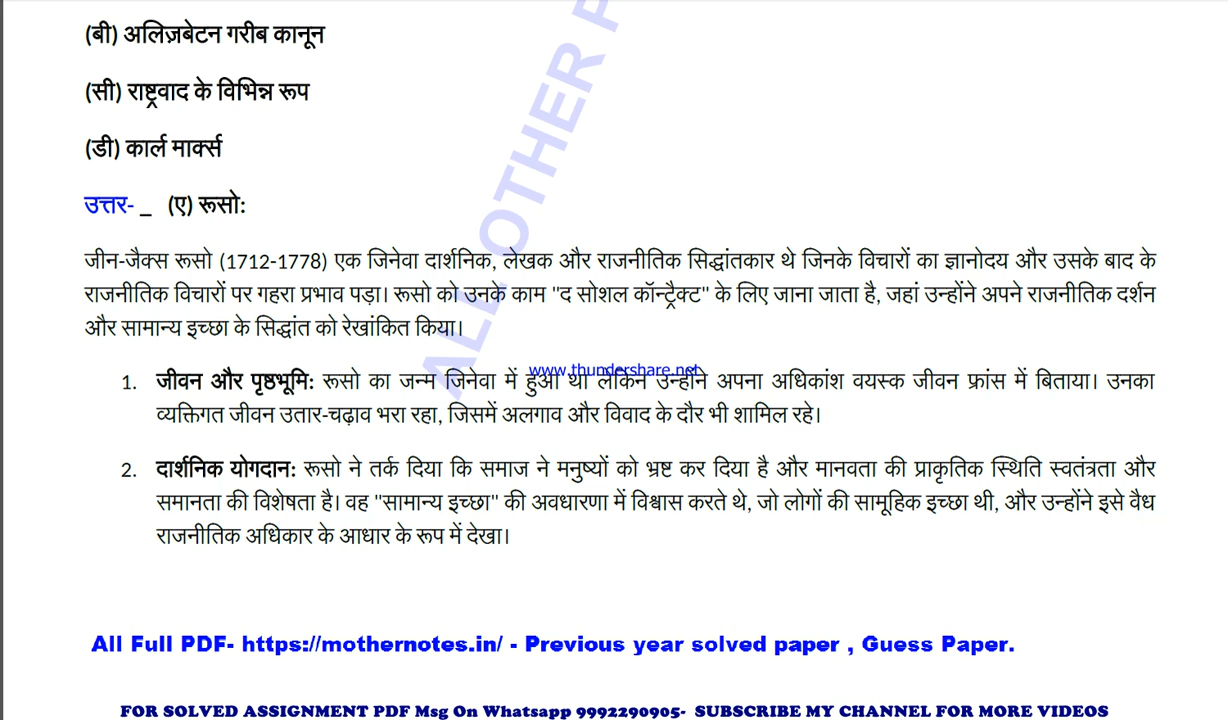 (बी) अलिज़बेटन गरीब कानून
(सी) राष्ट्रवाद के विभिन्न रूप
(डी) कार्ल मार्क्स
उत्तर- _ (ए) रूसो:
जीन-जैक्स रूसो (1712-1778) एक जिनेवा दार्शनिक, लेखक और राजनीतिक सिद्धांतकार थे जिनके विचारों का ज्ञानोदय और उसके बाद के
राजनीतिक विचारों पर गहरा प्रभाव पड़ा। रूसो को उनके काम "द सोशल कॉन्ट्रैक्ट" के लिए जाना जाता है, जहां उन्होंने अपने राजनीतिक दर्शन
और सामान्य इच्छा के सिद्धांत को रेखांकित किया।
www.thundershare.net
1. जीवन और पृष्ठभूमि: रूसो का जन्म जिनेवा में हुआ था लेकिन उन्होंने अपना अधिकांश वयस्क जीवन फ्रांस में बिताया। उनका
व्यक्तिगत जीवन उतार-चढ़ाव भरा रहा, जिसमें अलगाव और विवाद के दौर भी शामिल रहे।
2. दार्शनिक योगदान: रूसो ने तर्क दिया कि समाज ने मनुष्यों को भ्रष्ट कर दिया है और मानवता की प्राकृतिक स्थिति स्वतंत्रता और
समानता की विशेषता है। वह "सामान्य इच्छा" की अवधारणा में विश्वास करते थे, जो लोगों की सामूहिक इच्छा थी, और उन्होंने इसे वैध
राजनीतिक अधिकार के आधार के रूप में देखा।
ALL OTHER P
All Full PDF- https://mothernotes.in/ - Previous year solved paper , Guess Paper.
FOR SOLVED ASSIGNMENT PDF Msg On Whatsapp 9992290905- SUBSCRIBE MY CHANNEL FOR MORE VIDEOS